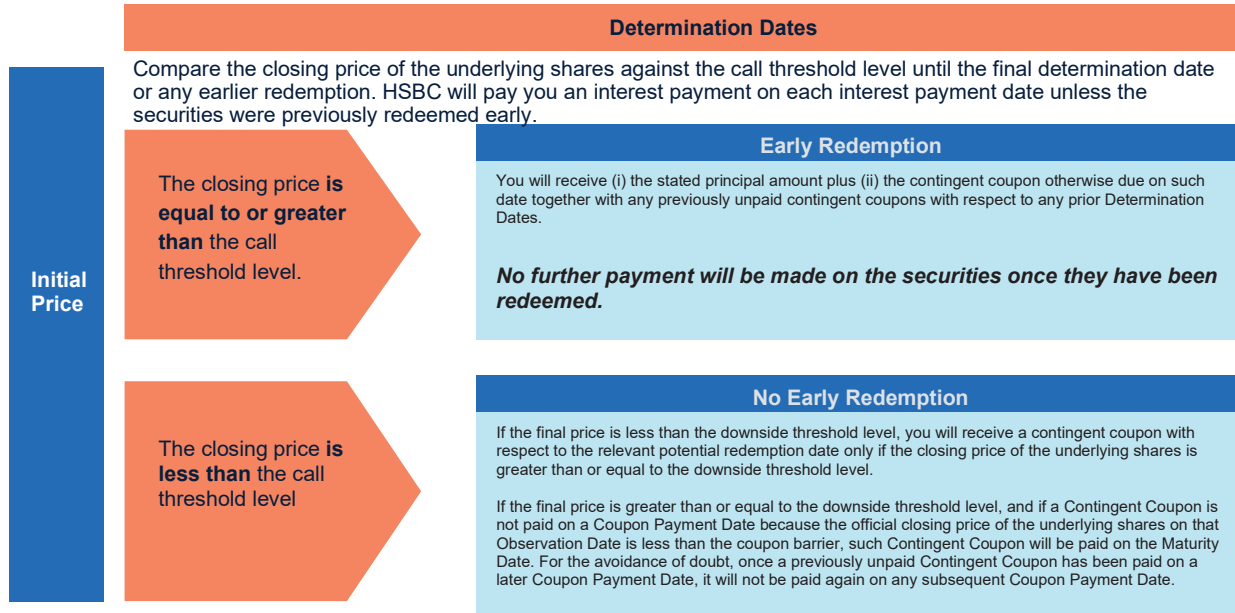 Determination Dates
Compare the closing price of the underlying shares against the call threshold level until the final determination date
or any earlier redemption. HSBC will pay you an interest payment on each interest payment date unless the
securities were previously redeemed early.
Initial
Price
The closing price is
equal to or greater
than the call
threshold level.
Early Redemption
You will receive (i) the stated principal amount plus (ii) the contingent coupon otherwise due on such
date together with any previously unpaid contingent coupons with respect to any prior Determination
Dates.
No further payment will be made on the securities once they have been
redeemed.
The closing price is
less than the call
threshold level
No Early Redemption
If the final price is less than the downside threshold level, you will receive a contingent coupon with
respect to the relevant potential redemption date only if the closing price of the underlying shares is
greater than or equal to the downside threshold level.
If the final price is greater than or equal to the downside threshold level, and if a Contingent Coupon is
not paid on a Coupon Payment Date because the official closing price of the underlying shares on that
Observation Date is less than the coupon barrier, such Contingent Coupon will be paid on the Maturity
Date. For the avoidance of doubt, once a previously unpaid Contingent Coupon has been paid on a
later Coupon Payment Date, it will not be paid again on any subsequent Coupon Payment Date.